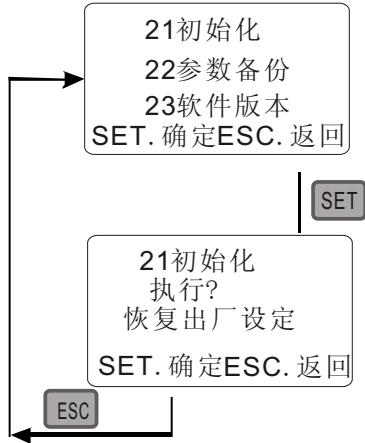 21初始化
22参数备份
23软件版本
SET.确定ESC.返回
SET
21初始化
执行?
恢复出厂设定
SET.确定ESC.返回
ESC